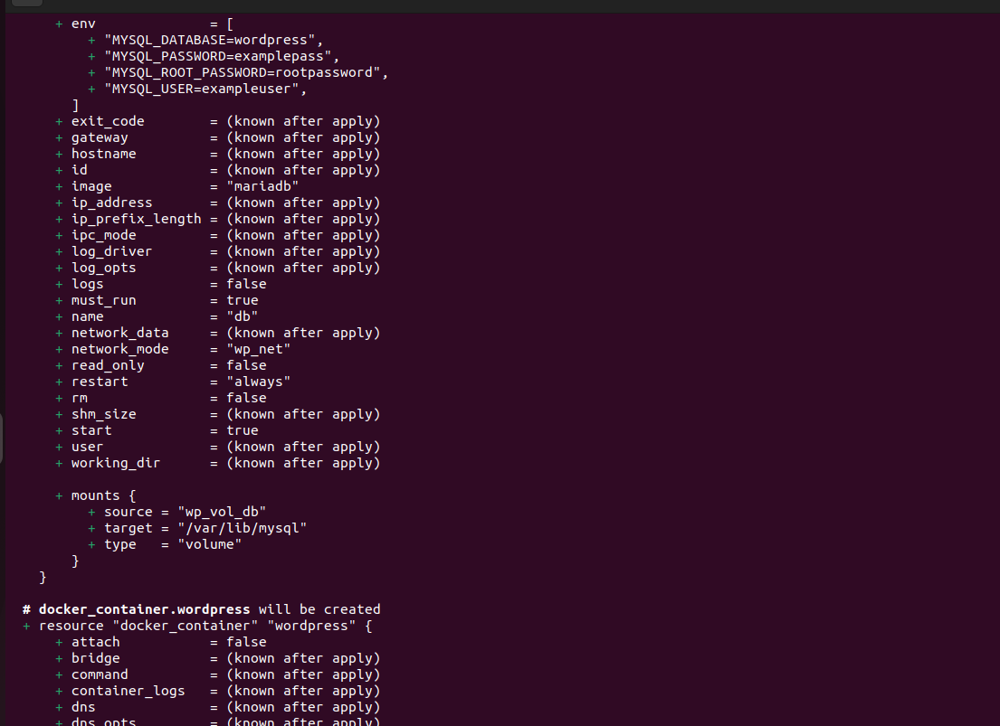 + env              = [
+ "MYSQL_DATABASE=wordpress",
+ "MYSQL_PASSWORD=examplepass",
+ "MYSQL_ROOT_PASSWORD=rootpassword",
+ "MYSQL_USER=exampleuser",
]
+ exit_code        = (known after apply)
+ gateway          = (known after apply)
+ hostname         = (known after apply)
+ id               = (known after apply)
+ image            = "mariadb"
+ ip_address       = (known after apply)
+ ip_prefix_length = (known after apply)
+ ipc_mode         = (known after apply)
+ log_driver       = (known after apply)
+ log_opts         = (known after apply)
+ logs             = false
+ must_run         = true
+ name             = "db"
+ network_data     = (known after apply)
+ network_mode     = "wp_net"
+ read_only        = false
+ restart          = "always"
+ rm               = false
+ shm_size         = (known after apply)
+ start            = true
+ user             = (known after apply)
+ working_dir      = (known after apply)
+ mounts {
+ source = "wp_vol_db"
+ target = "/var/lib/mysql"
+ type   = "volume"
}
}
# docker_container.wordpress will be created
+ resource "docker_container" "wordpress" {
+ attach           = false
+ bridge           = (known after apply)
+ command          = (known after apply)
+ container_logs   = (known after apply)
+ dns              = (known after apply)
+ dns_opts         = (known after apply)